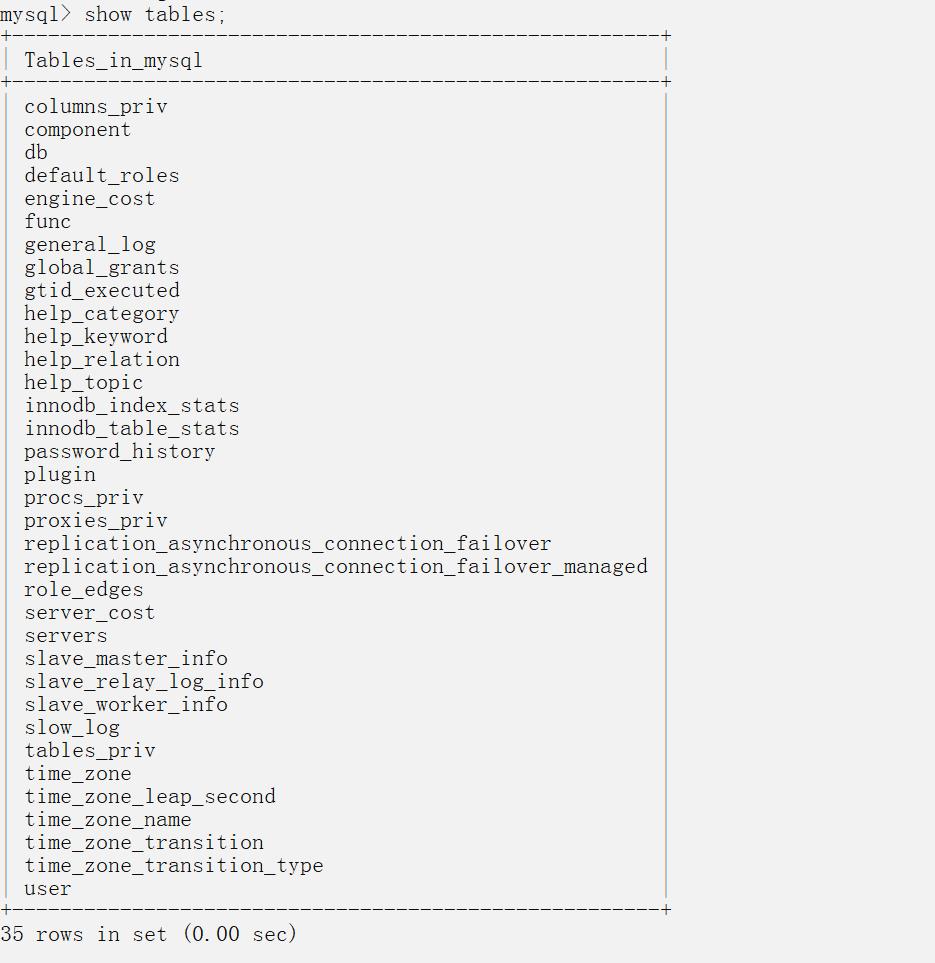 mysql> show tables;
+------------------------------------------------------+
| Tables_in_mysql                                      |
+------------------------------------------------------+
| columns_priv                                         |
| component                                            |
| db                                                   |
| default_roles                                        |
| engine_cost                                          |
| func                                                 |
| general_log                                          |
| global_grants                                        |
| gtid_executed                                        |
| help_category                                        |
| help_keyword                                         |
| help_relation                                        |
| help_topic                                           |
| innodb_index_stats                                   |
| innodb_table_stats                                   |
| password_history                                     |
| plugin                                               |
| procs_priv                                           |
| proxies_priv                                         |
| replication_asynchronous_connection_failover         |
| replication_asynchronous_connection_failover_managed |
| role_edges                                           |
| server_cost                                          |
| servers                                              |
| slave_master_info                                    |
| slave_relay_log_info                                 |
| slave_worker_info                                    |
| slow_log                                             |
| tables_priv                                          |
| time_zone                                            |
| time_zone_leap_second                                |
| time_zone_name                                       |
| time_zone_transition                                 |
| time_zone_transition_type                            |
| user                                                 |
+------------------------------------------------------+
35 rows in set (0.00 sec)